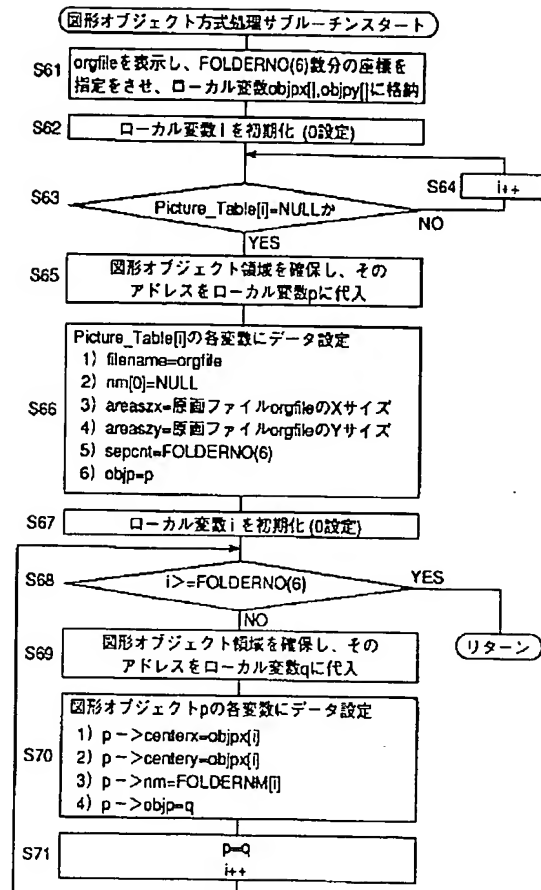 図形オブジェクト方式処理サブルーチンスタート
S61
orgfileを表示し、FOLDERNO(6)数分の座標を
指定をさせ、ローカル変数objpx[],objpy[]に格納
S62
ローカル変数iを初期化 (0設定)
S63
Picture_Table[i]=NULLか
S64
i++
NO
YES
S65
図形オブジェクト領域を確保し、その
アドレスをローカル変数pに代入
S66
Picture_Table[i]の各変数にデータ設定
1) filename=orgfile
2) nm[0]=NULL
3) areaszx=原画ファイルorgfileのXサイズ
4) areaszy=原画ファイルorgfileのYサイズ
5) sepcnt=FOLDERNO(6)
6) objp=p
S67
ローカル変数iを初期化 (0設定)
S68
i>=FOLDERNO(6)
YES
NO
リターン
S69
図形オブジェクト領域を確保し、その
アドレスをローカル変数qに代入
S70
図形オブジェクトpの各変数にデータ設定
1) p->centerx=objpx[i]
2) p->centery=objpx[i]
3) p->nm=FOLDERNM[i]
4) p->objp=q
S71
p=q
i++